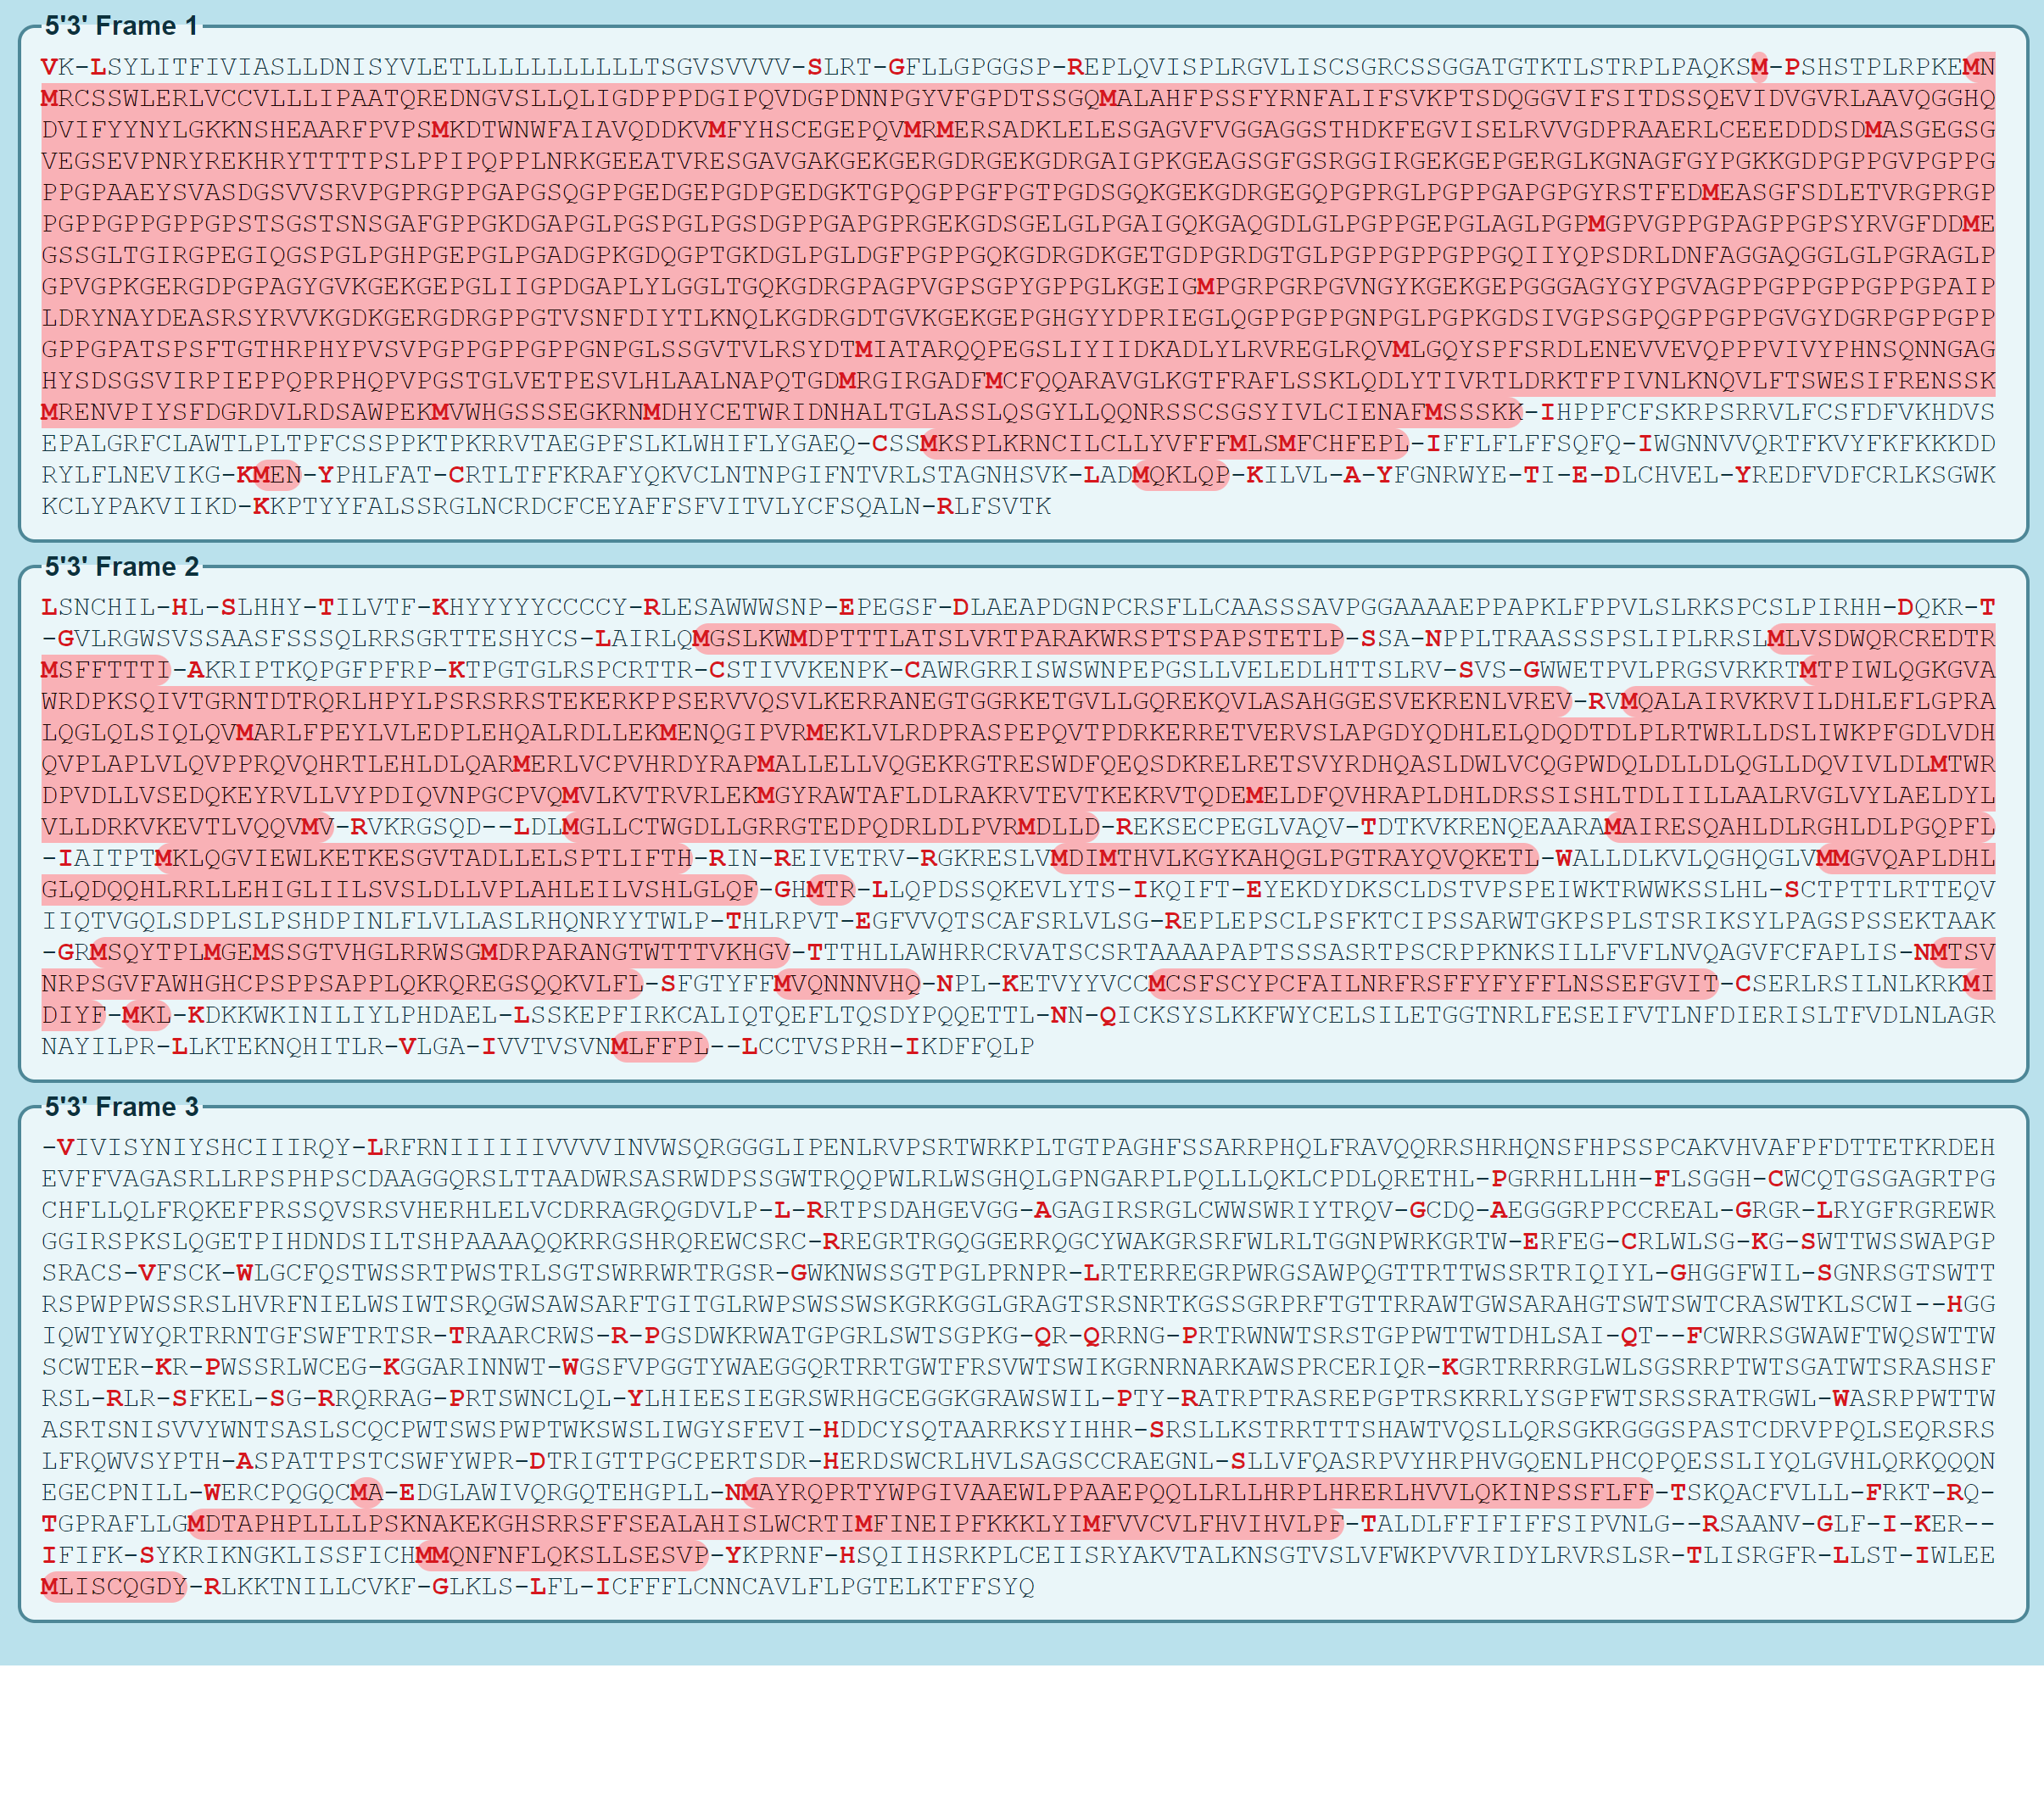 5'3' Frame 1
VK-LSYLITFIVIASLLDNISYVLETLLLLLLLLLLLTSGVSVVVV-SLRT-GFLLGPGGSP-REPLQVISPLRGVLISCSGRCSSGGATGTKTLSTRPLPAQKSM-PSHSTPLRPKEMN
MRCSSWLERLVCCVLLLIPAATQREDNGVSLLQLIGDPPPDGIPQVDGPDNNPGYVFGPDTSSGQMALAHFPSSFYRNFALIFSVKPTSDQGGVIFSITDSSQEVIDVGVRLAAVQGGHQ
DVIFYYNYLGKKNSHEAARFPVPSMKDTWNWFAIAVQDDKVMFYHSCEGEPQVMRMERSADKLELESGAGVFVGGAGGSTHDKFEGVISELRVVGDPRAAERLCEEEDDDSDMASGEGSG
VEGSEVPNRYREKHRYTTTTPSLPPIPQPPLNRKGEEATVRESGAVGAKGEKGERGDRGEKGDRGAIGPKGEAGSGFGSRGGIRGEKGEPGERGLKGNAGFGYPGKKGDPGPPGVPGPPG
PPGPAAEYSVASDGSVVSRVPGPRGPPGAPGSQGPPGEDGEPGDPGEDGKTGPQGPPGFPGTPGDSGQKGEKGDRGEGQPGPRGLPGPPGAPGPGYRSTFEDMEASGFSDLETVRGPRGP
PGPPGPPGPPGPSTSGSTSNSGAFGPPGKDGAPGLPGSPGLPGSDGPPGAPGPRGEKGDSGELGLPGAIGQKGAQGDLGLPGPPGEPGLAGLPGPMGPVGPPGPAGPPGPSYRVGFDDME
GSSGLTGIRGPEGIQGSPGLPGHPGEPGLPGADGPKGDQGPTGKDGLPGLDGFPGPPGQKGDRGDKGETGDPGRDGTGLPGPPGPPGPPGQIIYQPSDRLDNFAGGAQGGLGLPGRAGLP
GPVGPKGERGDPGPAGYGVKGEKGEPGLIIGPDGAPLYLGGLTGQKGDRGPAGPVGPSGPYGPPGLKGEIGMPGRPGRPGVNGYKGEKGEPGGGAGYGYPGVAGPPGPPGPPGPPGPAIP
LDRYNAYDEASRSYRVVKGDKGERGDRGPPGTVSNFDIYTLKNQLKGDRGDTGVKGEKGEPGHGYYDPRIEGLQGPPGPPGNPGLPGPKGDSIVGPSGPQGPPGPPGVGYDGRPGPPGPP
GPPGPATSPSFTGTHRPHYPVSVPGPPGPPGPPGNPGLSSGVTVLRSYDTMIATARQQPEGSLIYIIDKADLYLRVREGLRQVMLGQYSPFSRDLENEVVEVQPPPVIVYPHNSQNNGAG
HYSDSGSVIRPIEPPQPRPHQPVPGSTGLVETPESVLHLAALNAPQTGDMRGIRGADFMCFQQARAVGLKGTFRAFLSSKLQDLYTIVRTLDRKTFPIVNLKNQVLFTSWESIFRENSSK
MRENVPIYSFDGRDVLRDSAWPEKMVWHGSSSEGKRNMDHYCETWRIDNHALTGLASSLQSGYLLQQNRSSCSGSYIVLCIENAFMSSSKK-IHPPFCFSKRPSRRVLFCSFDFVKHDVS
EPALGRFCLAWTLPLTPFCSSPPKTPKRRVTAEGPFSLKLWHIFLYGAEQ-CSSMKSPLKRNCILCLLYVFFFMLSMFCHFEPL-IFFLFLFFSQFQ-IWGNNVVQRTFKVYFKFKKKDD
RYLFLNEVIKG-KMEN-YPHLFAT-CRTLTFFKRAFYQKVCLNTNPGIFNTVRLSTAGNHSVK-LADMQKLQP-KILVL-A-YFGNRWYE-TI-E-DLCHVEL-YREDFVDFCRLKSGWK
KCLYPAKVIIKD-KKPTYYFALSSRGLNCRDCFCEYAFFSFVITVLYCFSQALN-RLFSVTK
5'3' Frame 2
LSNCHIL-HL-SLHHY-TILVTF-KHYYYYYCCCCY-RLESAWWWSNP-EPEGSF-DLAEAPDGNPCRSFLLCAASSSAVPGGAAAAEPPAPKLFPPVLSLRKSPCSLPIRHH-DQKR-T
-GVLRGWSVSSAASFSSSQLRRSGRTTESHYCS-LAIRLQMGSLKWMDPTTTLATSLVRTPARAKWRSPTSPAPSTETLP-SSA-NPPLTRAASSSPSLIPLRRSLMLVSDWQRCREDTR
MSFFTTTI-AKRIPTKQPGFPFRP-KTPGTGLRSPCRTTR-CSTIVVKENPK-CAWRGRRISWSWNPEPGSLLVELEDLHTTSLRV-SVS-GWWETPVLPRGSVRKRTMTPIWLQGKGVA
WRDPKSQIVTGRNTDTRQRLHPYLPSRSRRSTEKERKPPSERVVQSVLKERRANEGTGGRKETGVLLGQREKQVLASAHGGESVEKRENLVREV-RVMQALAIRVKRVILDHLEFLGPRA
LQGLQLSIQLQVMARLFPEYLVLEDPLEHQALRDLLEKMENQGIPVRMEKLVLRDPRASPEPQVTPDRKERRETVERVSLAPGDYQDHLELQDQDTDLPLRTWRLLDSLIWKPFGDLVDH
QVPLAPLVLQVPPRQVQHRTLEHLDLQARMERLVCPVHRDYRAPMALLELLVQGEKRGTRESWDFQEQSDKRELRETSVYRDHQASLDWLVCQGPWDQLDLLDLQGLLDQVIVLDLMTWR
DPVDLLVSEDQKEYRVLLVYPDIQVNPGCPVQMVLKVTRVRLEKMGYRAWTAFLDLRAKRVTEVTKEKRVTQDEMELDFQVHRAPLDHLDRSSISHLTDLIILLAALRVGLVYLAELDYL
VLLDRKVKEVTLVQQVMV-RVKRGSQD--LDLMGLLCTWGDLLGRRGTEDPQDRLDLPVRMDLLD-REKSECPEGLVAQV-TDTKVKRENQEAARAMAIRESQAHLDLRGHLDLPGQPFL
-IAITPTMKLQGVIEWLKETKESGVTADLLELSPTLIFTH-RIN-REIVETRV-RGKRESLVMDIMTHVLKGYKAHQGLPGTRAYQVQKETL-WALLDLKVLQGHQGLVMMGVQAPLDHL
GLQDQQHLRRLLEHIGLIIILSVSLDLLVPLAHLEILVSHLGLQF-GHMTR-LLQPDSSQKEVLYTS-IKQIFT-EYEKDYDKSCLDSTVPSPEIWKTRWWKSSLHL-SCTPTTLRTTEQV
IIQTVGQLSDPLSLPSHDPINLFLVLLASLRHQNRYYTWLP-THLRPVT-EGFVVQTSCAFSRLVLSG-REPLEPSCLPSFKTCIPSSARWTGKPSPLSTSRIKSYLPAGSPSSEKTAAK
-GRMSQYTPLMGEMSSGTVHGLRRWSGMDRPARANGTWTTTVKHGV-TTTHLLAWHRRCRVATSCSRTAAAAPAPTSSSASRTPSCRPPKNKSILLFVFLNVQAGVFCFAPLIS-NMTSV
NRPSGVFAWHGHCPSPPSAPPLQKRQREGSQQKVLFL-SFGTYFFMVQNNNVHQ-NPL-KETVYYVCCMCSFSCYPCFAILNRFRSFFYFYFFLNSSEFGVIT-CSERLRSILNLKRKMI
DIYF-MKL-KDKKWKINILIYLPHDAEL-LSSKEPFIRKCALIQTQEFLTQSDYPQQETTL-NN-QICKSYSLKKFWYCELSILETGGTNRLFESEIFVTLNFDIERISLTFVDLNLAGR
NAYILPR-LLKTEKNQHITLR-VLGA-IVVTVSVNMLFFPL--LCCTVSPRH-IKDFFQLP
5'3' Frame 3
-VIVISYNIYSHCIIIRQY-LRFRNIIIIIIVVVVINVWSQRGGGLIPENLRVPSRTWRKPLTGTPAGHFSSARRPHQLFRAVQQRRSHRHQNSFHPSSPCAKVHVAFPFDTTETKRDEH
EVFFVAGASRLLRPSPHPSCDAAGGQRSLTTAADWRSASRWDPSSGWTRQQPWLRLWSGHQLGPNGARPLPQLLLQKLCPDLQRETHL-PGRRHLLHH-FLSGGH-CWCQTGSGAGRTPG
CHFLLQLFRQKEFPRSSQVSRSVHERHLELVCDRRAGRQGDVLP-L-RRTPSDAHGEVGG-AGAGIRSRGLCWWSWRIYTRQV-GCDQ-AEGGGRPPCCREAL-GRGR-LRYGFRGREWR
GGIRSPKSLQGETPIHDNDSILTSHPAAAAQQKRRGSHRQREWCSRC-RREGRTRGQGGERRQGCYWAKGRSRFWLRLTGGNPWRKGRTW-ERFEG-CRLWLSG-KG-SWTTWSSWAPGP
SRACS-VFSCK-WLGCFQSTWSSRTPWSTRLSGTSWRRWRTRGSR-GWKNWSSGTPGLPRNPR-LRTERREGRPWRGSAWPQGTTRTTWSSRTRIQIYL-GHGGFWIL-SGNRSGTSWTT
RSPWPPWSSRSLHVRFNIELWSIWTSRQGWSAWSARFTGITGLRWPSWSSWSKGRKGGLGRAGTSRSNRTKGSSGRPRFTGTTRRAWTGWSARAHGTSWTSWTCRASWTKLSCWI--HGG
IQWTYWYQRTRRNTGFSWFTRTSR-TRAARCRWS-R-PGSDWKRWATGPGRLSWTSGPKG-QR-QRRNG-PRTRWNWTSRSTGPPWTTWTDHLSAI-QT--FCWRRSGWAWFTWQSWTTW
SCWTER-KR-PWSSRLWCEG-KGGARINNWT-WGSFVPGGTYWAEGGQRTRRTGWTFRSVWTSWIKGRNRNARKAWSPRCERIQR-KGRTRRRRGLWLSGSRRPTWTSGATWTSRASHSF
RSL-RLR-SFKEL-SG-RRQRRAG-PRTSWNCLQL-YLHIEESIEGRSWRHGCEGGKGRAWSWIL-PTY-RATRPTRASREPGPTRSKRRLYSGPFWTSRSSRATRGWL-WASRPPWTTW
ASRTSNISVVYWNTSASLSCQCPWTSWSPWPTWKSWSLIWGYSFEVI-HDDCYSQTAARRKSYIHHR-SRSLLKSTRRTTTSHAWTVQSLLQRSGKRGGGSPASTCDRVPPQLSEQRSRS
LFRQWVSYPTH-ASPATTPSTCSWFYWPR-DTRIGTTPGCPERTSDR-HERDSWCRLHVLSAGSCCRAEGNL-SLLVFQASRPVYHRPHVGQENLPHCQPQESSLIYQLGVHLQRKQQQN
EGECPNILL-WERCPQGQCMA-EDGLAWIVQRGQTEHGPLL-NMAYRQPRTYWPGIVAAEWLPPAAEPQQLLRLLHRPLHRERLHVVLQKINPSSFLFF-TSKQACFVLLL-FRKT-RQ-
TGPRAFLLGMDTAPHPLLLLPSKNAKEKGHSRRSFFSEALAHISLWCRTIMFINEIPFKKKLYIMFVVCVLFHVIHVLPF-TALDLFFIFIFFSIPVNLG--RSAANV-GLF-I-KER--
IFIFK-SYKRIKNGKLISSFICHMMQNFNFLQKSLLSESVP-YKPRNF-HSQIIHSRKPLCEIISRYAKVTALKNSGTVSLVFWKPVVRIDYLRVRSLSR-TLISRGFR-LLST-IWLEE
MLISCQGDY-RLKKTNILLCVKF-GLKLS-LFL-ICFFFLCNNCAVLFLPGTELKTFFSYQ